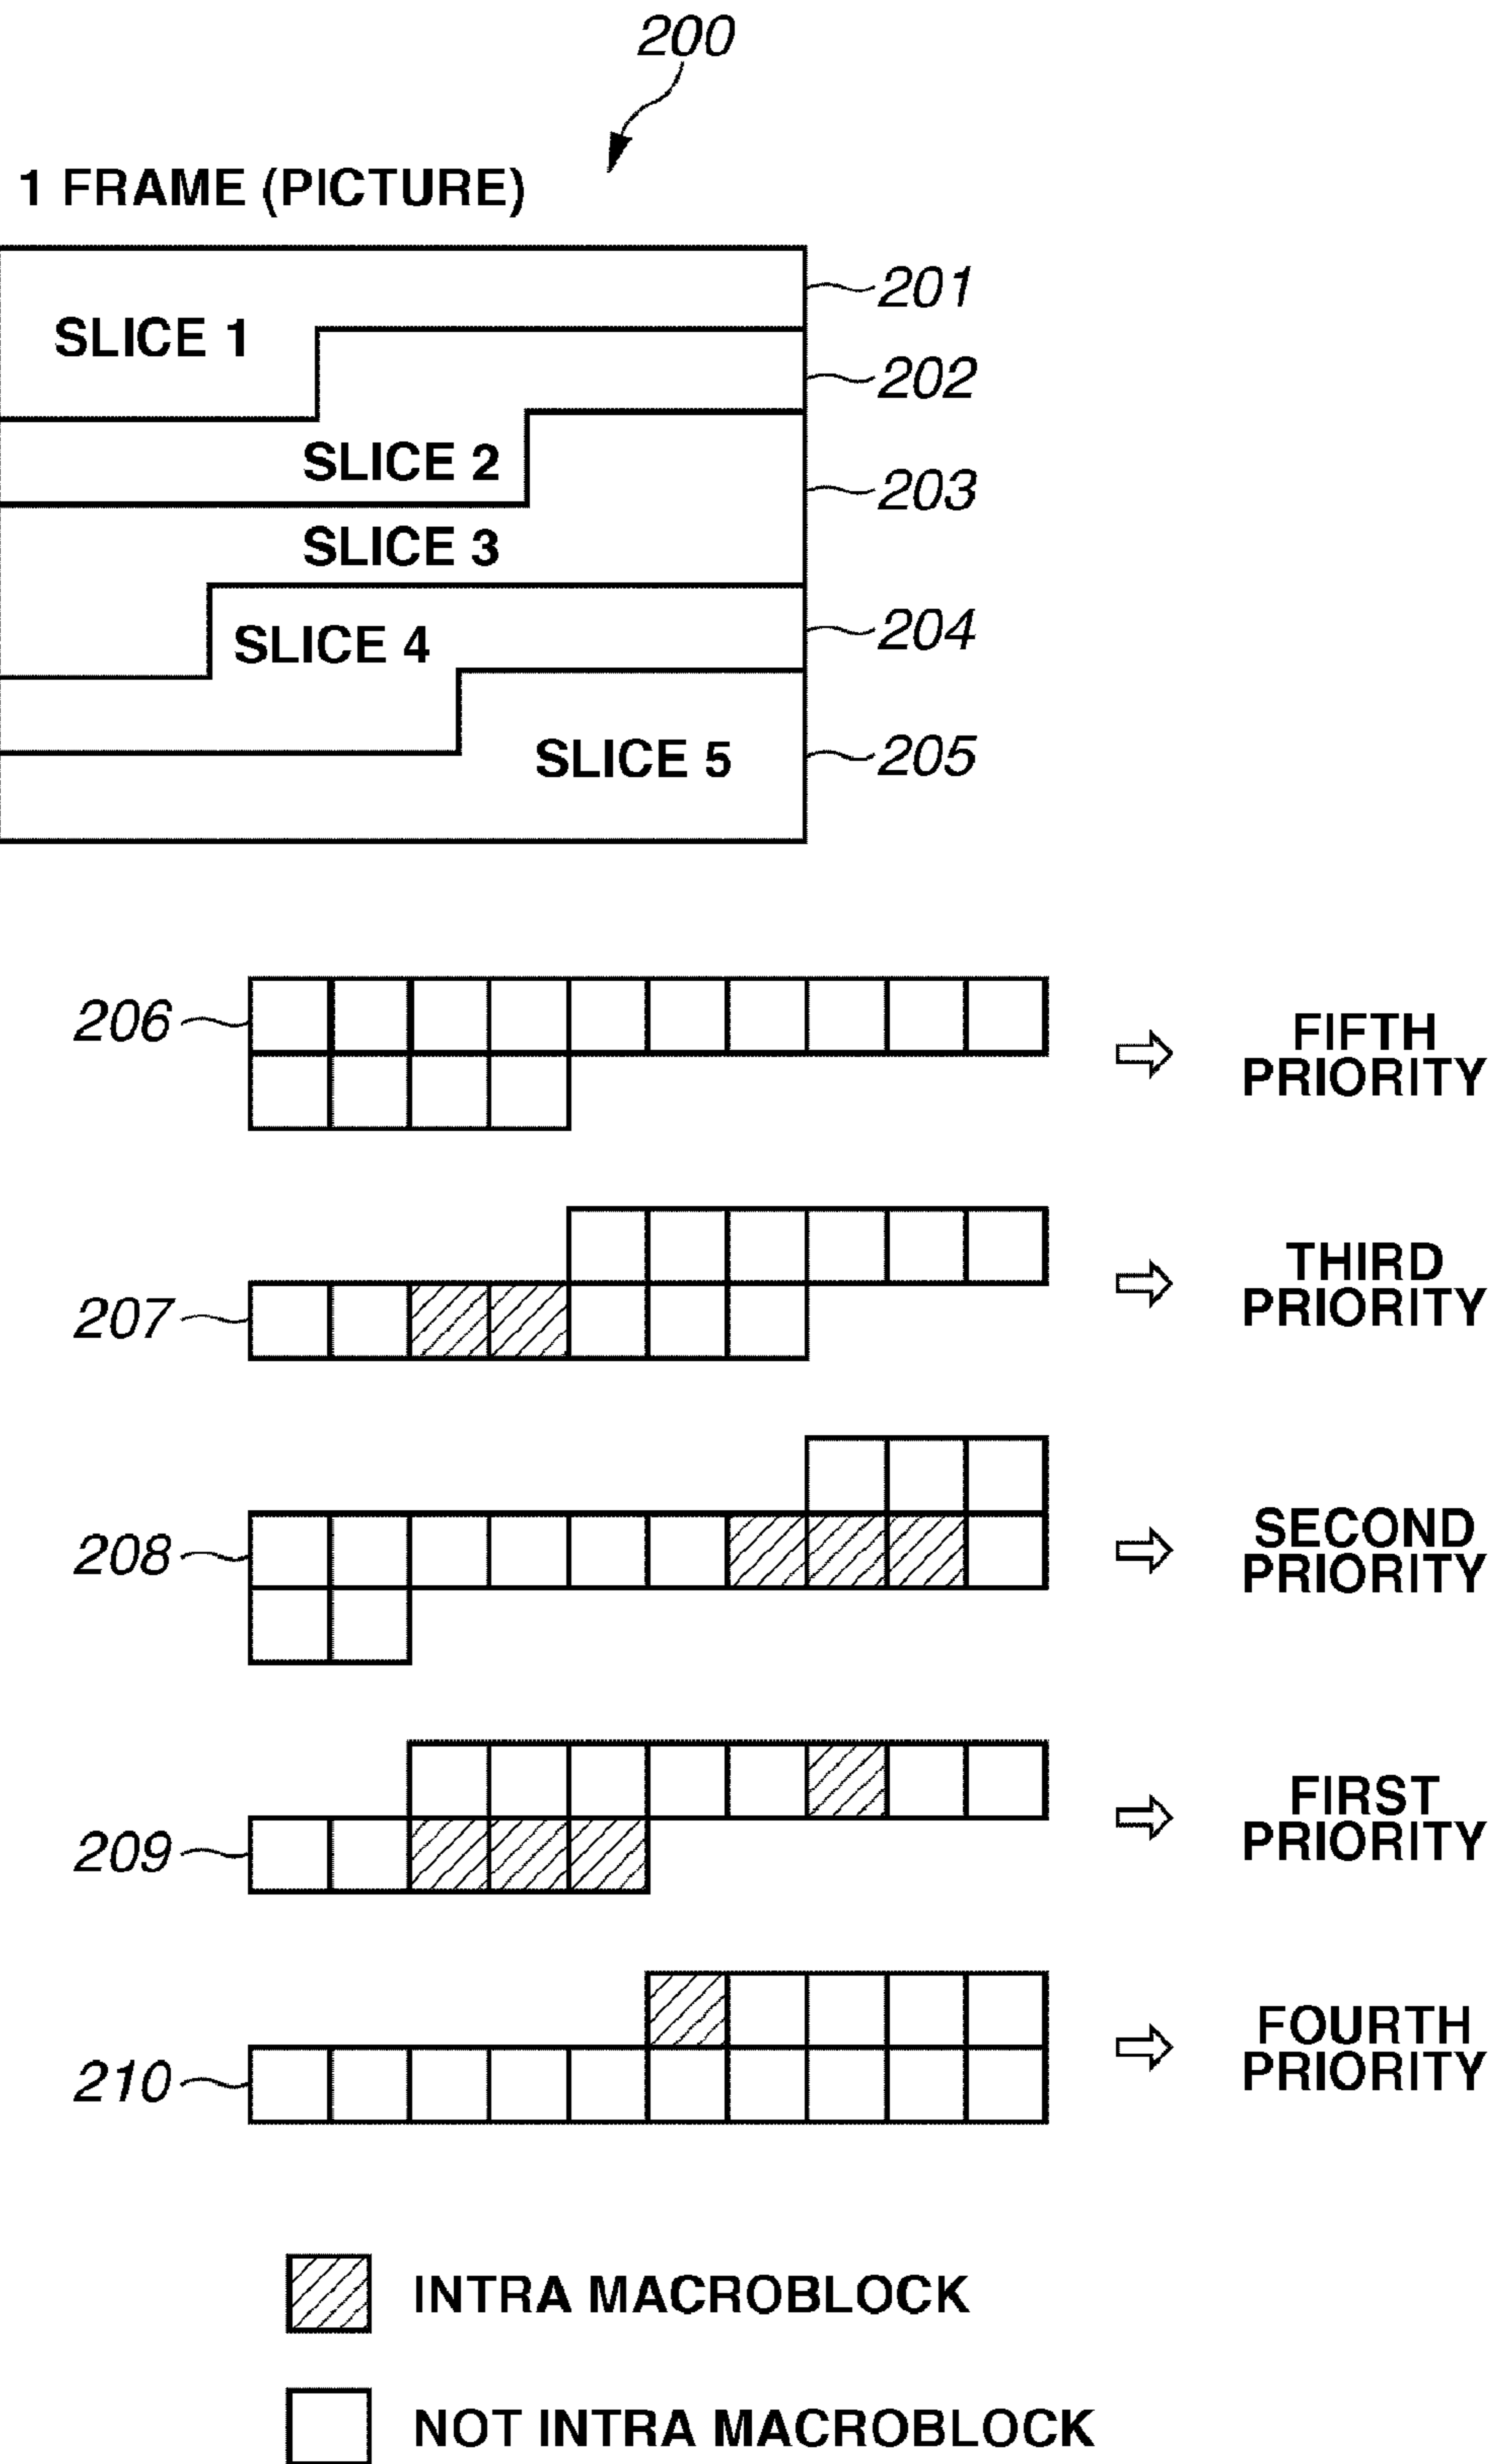 200
1 FRAME (PICTURE)
201
SLICE 1
202
SLICE 2
203
SLICE 3
204
SLICE 4
SLICE 5
205
206
FIFTH
PRIORITY
207
THIRD
PRIORITY
208
SECOND
PRIORITY
209
FIRST
PRIORITY
210
FOURTH
PRIORITY
INTRA MACROBLOCK
NOT INTRA MACROBLOCK